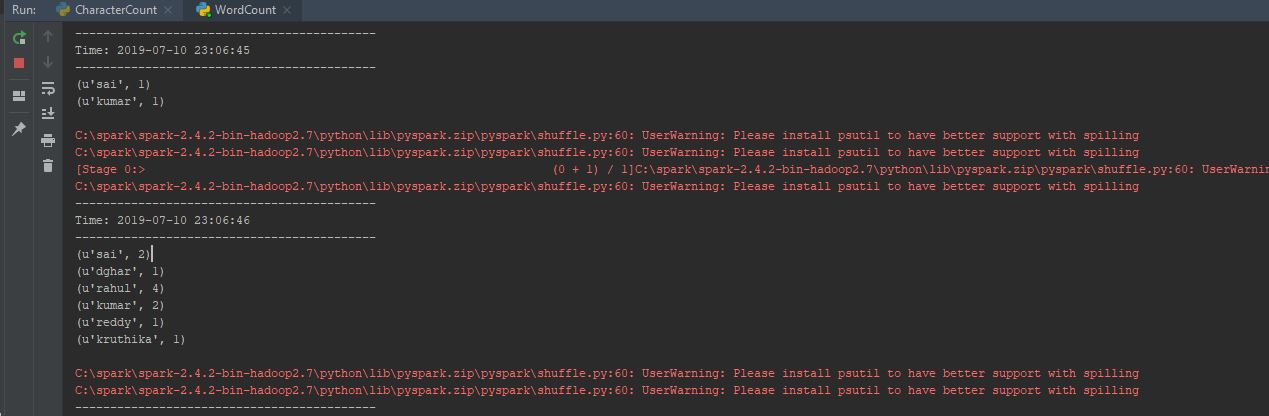 Run: CharacterCount × WordCount ×
-------------------------------------------
Time: 2019-07-10 23:06:45
-------------------------------------------
(u'sai', 1)
(u'kumar', 1)
C:\spark\spark-2.4.2-bin-hadoop2.7\python\lib\pyspark.zip\pyspark\shuffle.py:60: UserWarning: Please install psutil to have better support with spilling
C:\spark\spark-2.4.2-bin-hadoop2.7\python\lib\pyspark.zip\pyspark\shuffle.py:60: UserWarning: Please install psutil to have better support with spilling
[Stage 0:>                                                          (0 + 1) / 1]C:\spark\spark-2.4.2-bin-hadoop2.7\python\lib\pyspark.zip\pyspark\shuffle.py:60: UserWarnin
C:\spark\spark-2.4.2-bin-hadoop2.7\python\lib\pyspark.zip\pyspark\shuffle.py:60: UserWarning: Please install psutil to have better support with spilling
-------------------------------------------
Time: 2019-07-10 23:06:46
-------------------------------------------
(u'sai', 2)
(u'dghar', 1)
(u'rahul', 4)
(u'kumar', 2)
(u'reddy', 1)
(u'kruthika', 1)
C:\spark\spark-2.4.2-bin-hadoop2.7\python\lib\pyspark.zip\pyspark\shuffle.py:60: UserWarning: Please install psutil to have better support with spilling
C:\spark\spark-2.4.2-bin-hadoop2.7\python\lib\pyspark.zip\pyspark\shuffle.py:60: UserWarning: Please install psutil to have better support with spilling
-------------------------------------------